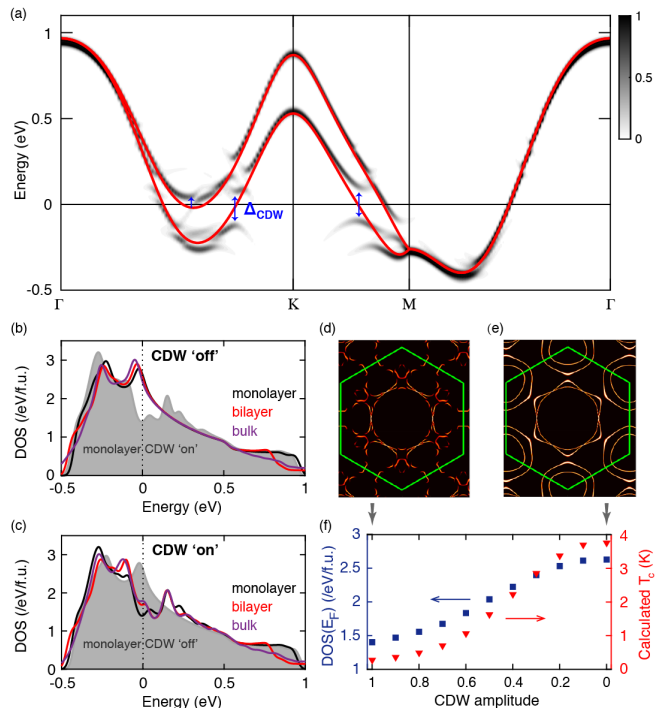 (a)
1
0.5
0
-0.5
Energy (eV)
Γ
K
M
Γ
ΔCDW
1
0.5
0
(b)
CDW 'off'
monolayer
bilayer
bulk
monolayer CDW 'on'
DOS (/eV/f.u.)
3
2
1
0
-0.5
0
0.5
1
Energy (eV)
(c)
CDW 'on'
monolayer
bilayer
bulk
monolayer CDW 'off'
DOS (/eV/f.u.)
3
2
1
0
-0.5
0
0.5
1
Energy (eV)
(d)
(e)
(f)
DOS(EF) (/eV/f.u.)
3
2.5
2
1.5
1
Calculated Tc (K)
4
3
2
1
0
1
0.8
0.6
0.4
0.2
0
CDW amplitude